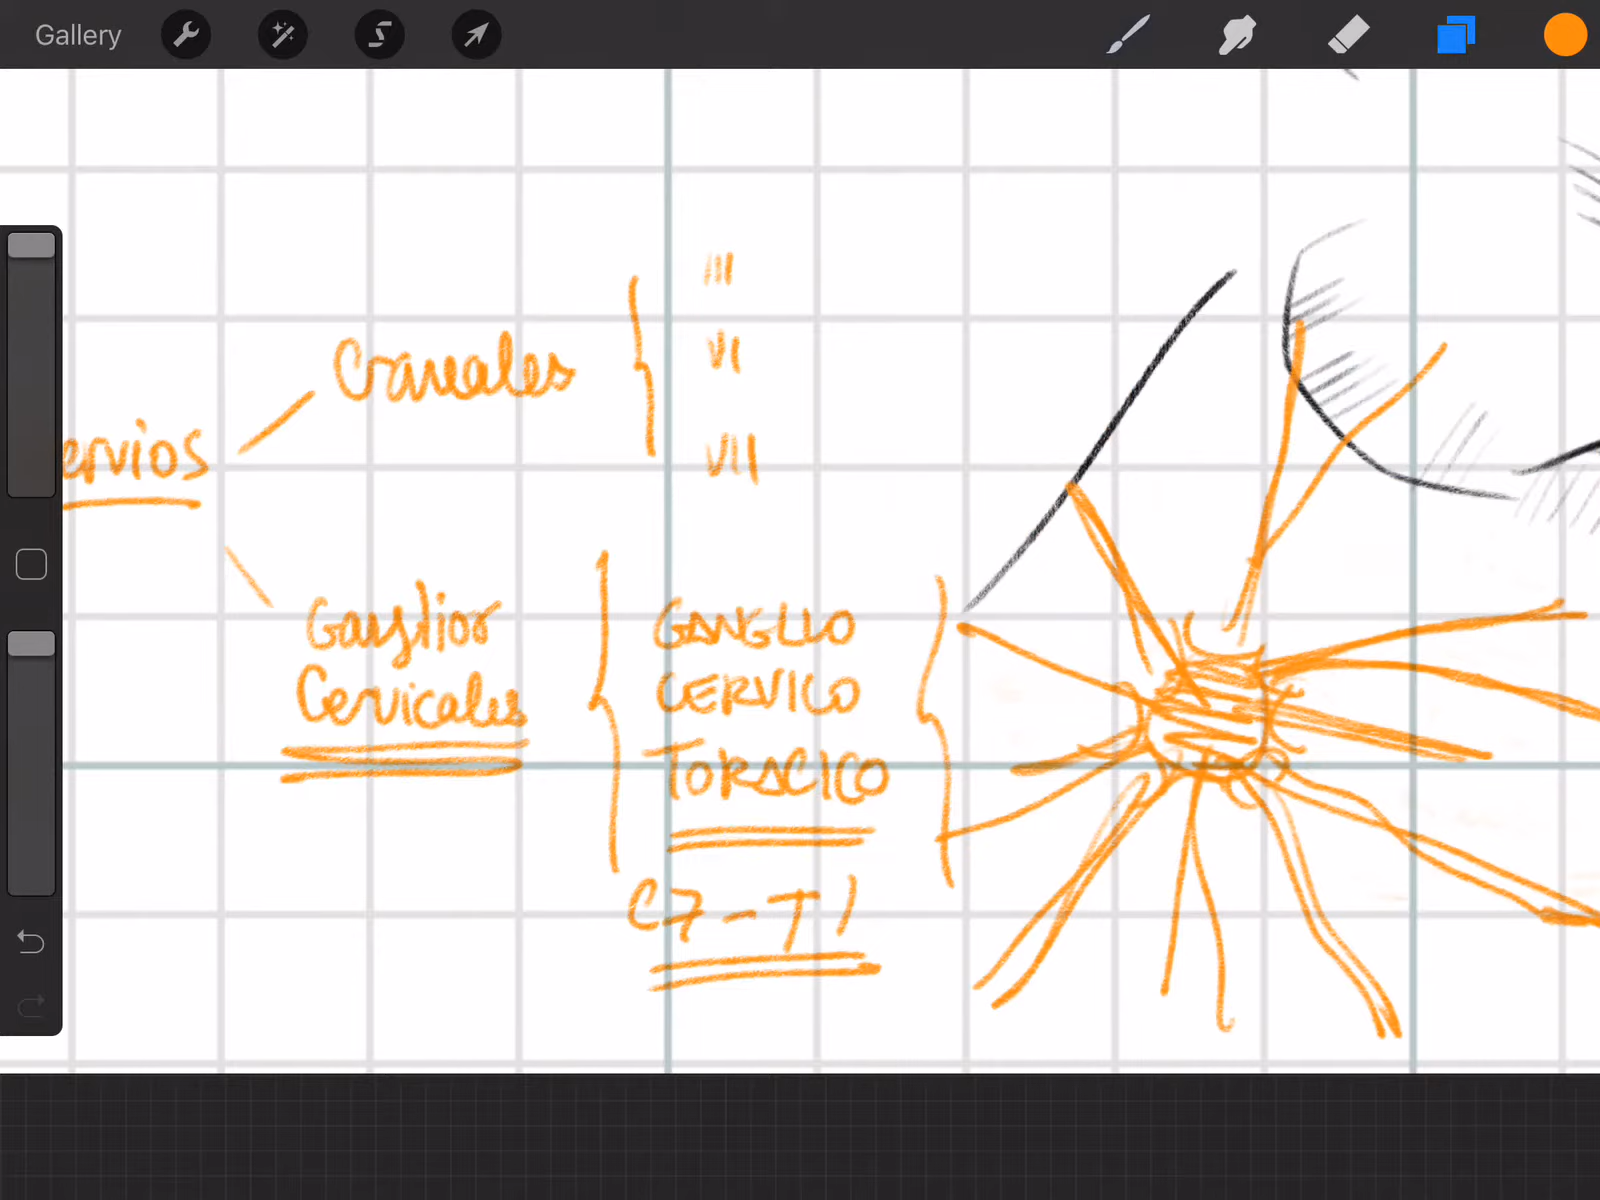 Gallery
III
VI
Craneales
VII
ervios
Ganglios
Cervicales
GANGLIO
CERVICO
TORACICO
C7-T1